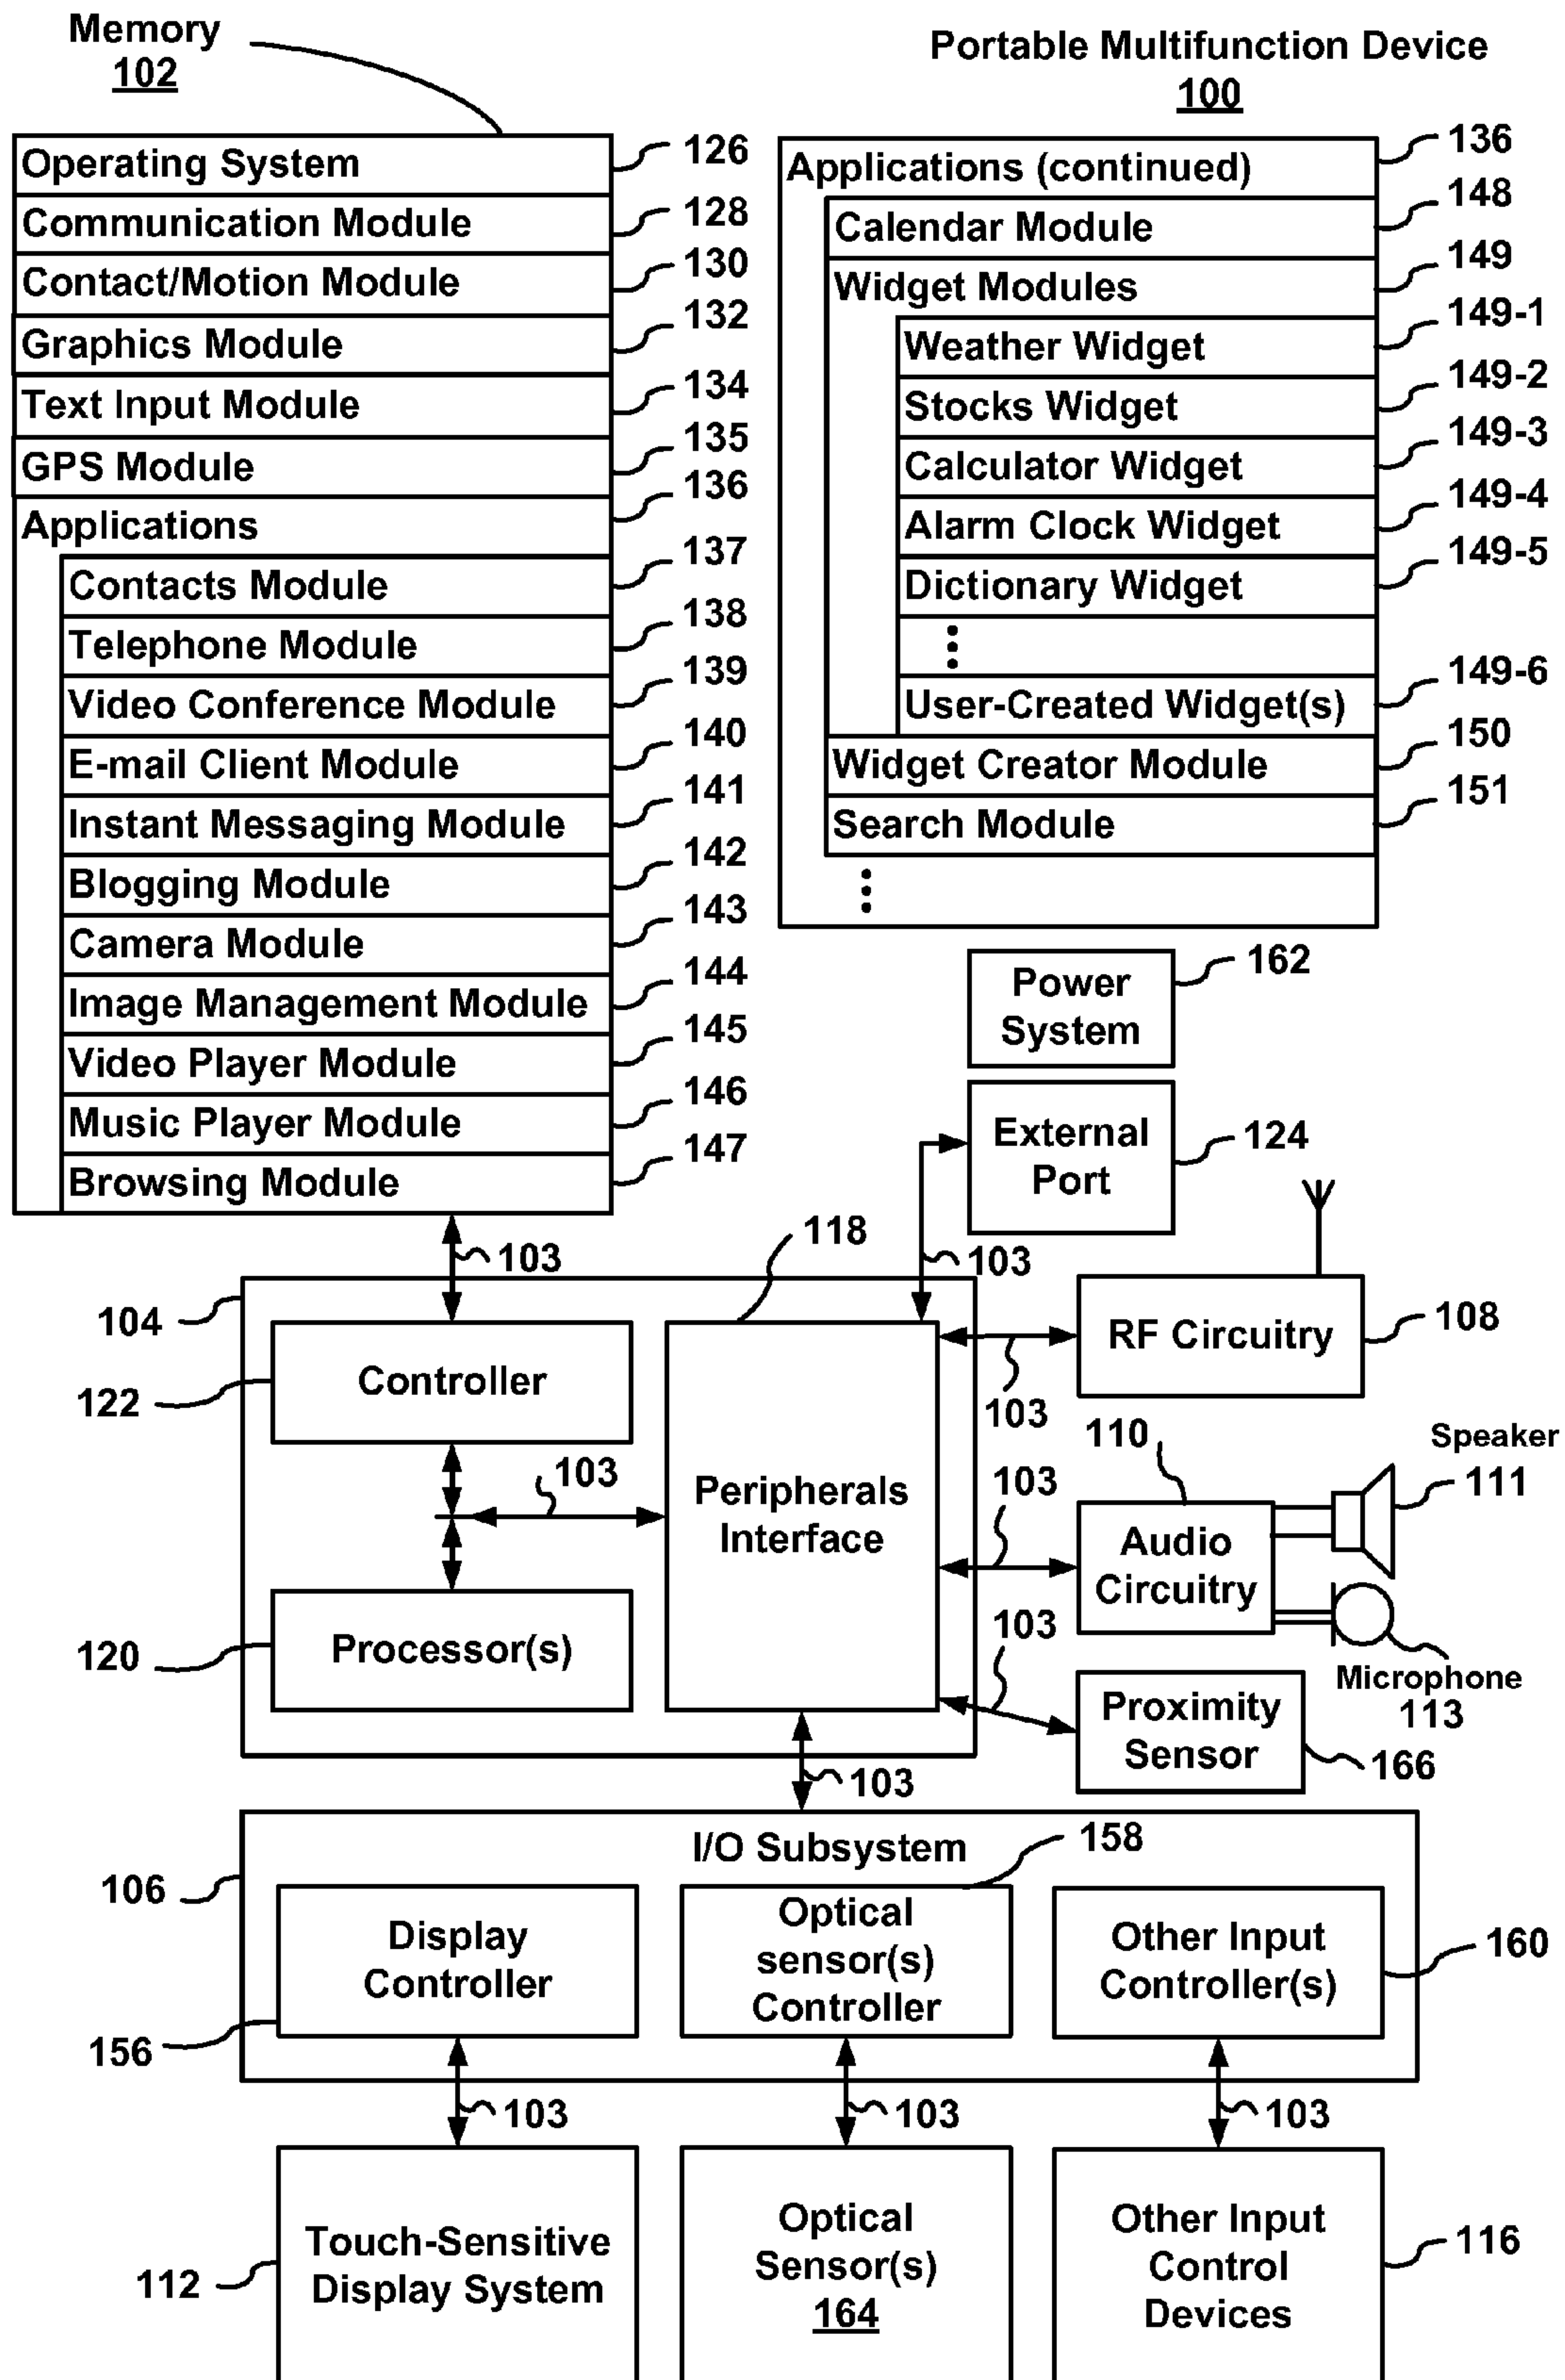 Memory
102
Portable Multifunction Device
100
Operating System
126
Communication Module
128
Contact/Motion Module
130
Graphics Module
132
Text Input Module
134
GPS Module
135
Applications
136
Contacts Module
137
Telephone Module
138
Video Conference Module
139
E-mail Client Module
140
Instant Messaging Module
141
Blogging Module
142
Camera Module
143
Image Management Module
144
Video Player Module
145
Music Player Module
146
Browsing Module
147
Applications (continued)
136
Calendar Module
148
Widget Modules
149
Weather Widget
149-1
Stocks Widget
149-2
Calculator Widget
149-3
Alarm Clock Widget
149-4
Dictionary Widget
149-5
User-Created Widget(s)
149-6
Widget Creator Module
150
Search Module
151
Power
System
162
External
Port
124
103
118
103
104
Controller
122
103
Processor(s)
120
Peripherals
Interface
RF Circuitry
108
103
110
Speaker
111
103
Audio
Circuitry
Microphone
113
103
Proximity
Sensor
166
103
I/O Subsystem
106
158
Display
Controller
156
Optical
sensor(s)
Controller
Other Input
Controller(s)
160
103
103
103
Touch-Sensitive
Display System
112
Optical
Sensor(s)
164
Other Input
Control
Devices
116